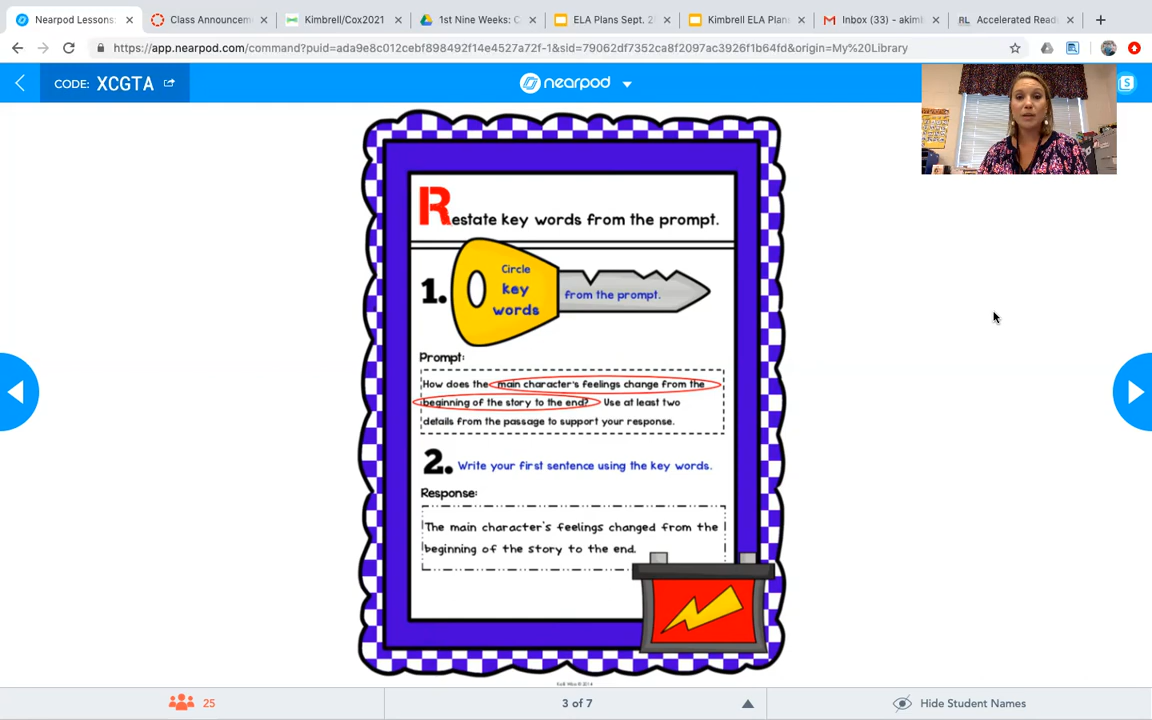 Nearpod Lessons:
Class Announcem
Kimbrell/Cox2021
1st Nine Weeks: C
ELA Plans Sept. 2
Kimbrell ELA Plan
Inbox (33) - akim
Accelerated Read
https://app.nearpod.com/command?puid=ada9e8c012cebf898492f14e4527a72f-1&sid=79062df7352ca8f2097ac3926f1b64fd&origin=My%20Library
CODE: XCGTA
nearpod
S
Restate key words from the prompt.
1.
Circle
key
words
from the prompt.
Prompt:
How does the main character's feelings change from the
beginning of the story to the end? Use at least two
details from the passage to support your response.
2. Write your first sentence using the key words.
Response:
The main character's feelings changed from the
beginning of the story to the end.
25
3 of 7
Hide Student Names